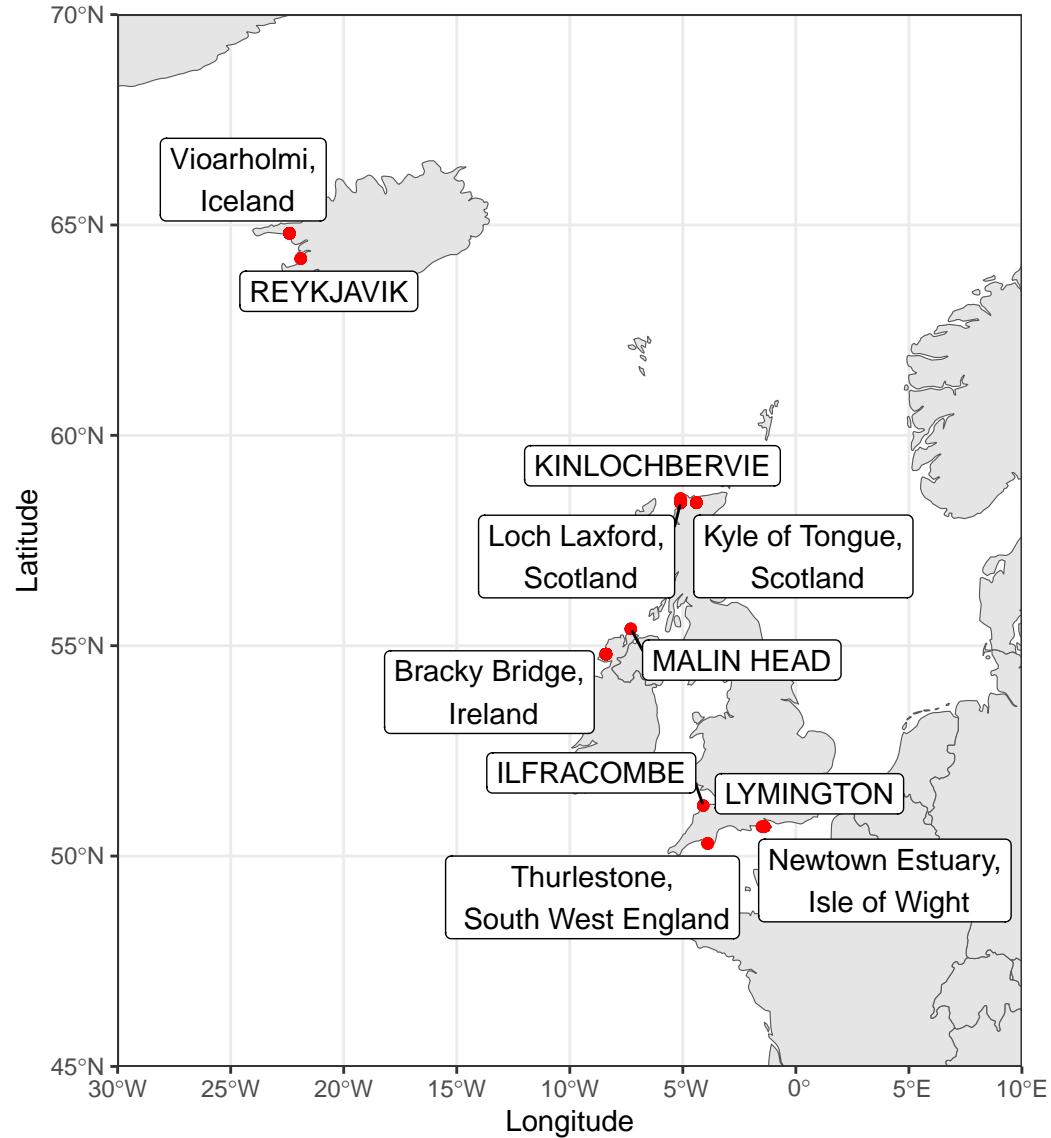 70°N
Vioarholmi,
Iceland
65°N
REYKJAVIK
60°N
KINLOCHBERVIE
Loch Laxford,
Scotland
Kyle of Tongue,
Scotland
55°N
MALIN HEAD
Bracky Bridge,
Ireland
ILFRACOMBE
LYMINGTON
50°N
Thurlestone,
South West England
Newtown Estuary,
Isle of Wight
45°N
30°W 25°W 20°W 15°W 10°W 5°W 0° 5°E 10°E
Longitude
Latitude